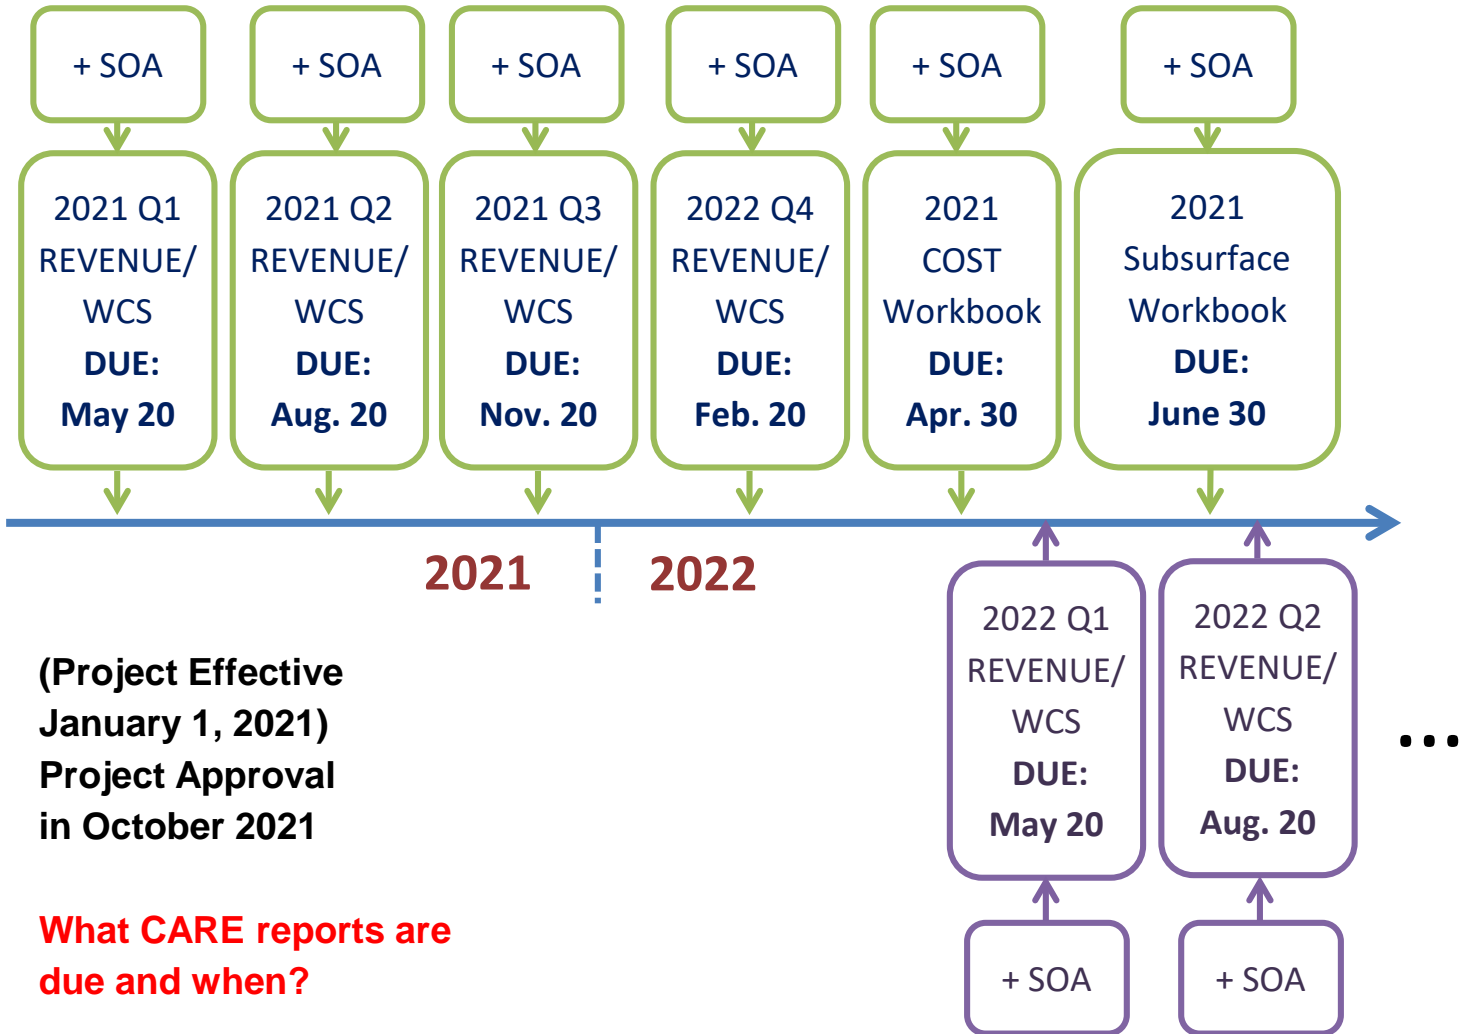 + SOA
+ SOA
+ SOA
+ SOA
+ SOA
+ SOA
2021 Q1
REVENUE/
WCS
DUE:
May 20
2021 Q2
REVENUE/
WCS
DUE:
Aug. 20
2021 Q3
REVENUE/
WCS
DUE:
Nov. 20
2022 Q4
REVENUE/
WCS
DUE:
Feb. 20
2021
COST
Workbook
DUE:
Apr. 30
2021
Subsurface
Workbook
DUE:
June 30
2021
2022
(Project Effective
January 1, 2021)
Project Approval
in October 2021
What CARE reports are
due and when?
2022 Q1
REVENUE/
WCS
DUE:
May 20
2022 Q2
REVENUE/
WCS
DUE:
Aug. 20
...
+ SOA
+ SOA